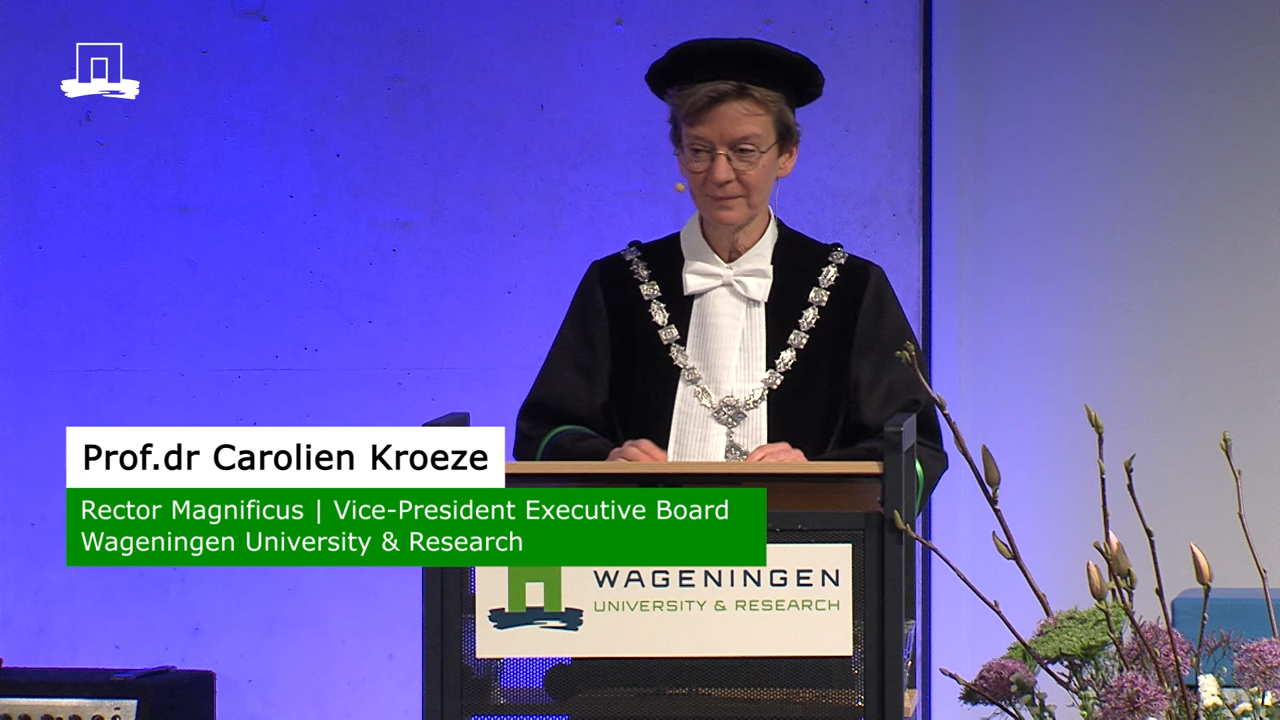 Prof.dr Carolien Kroeze
Rector Magnificus | Vice-President Executive Board
Wageningen University & Research
WAGENINGEN
UNIVERSITY & RESEARCH